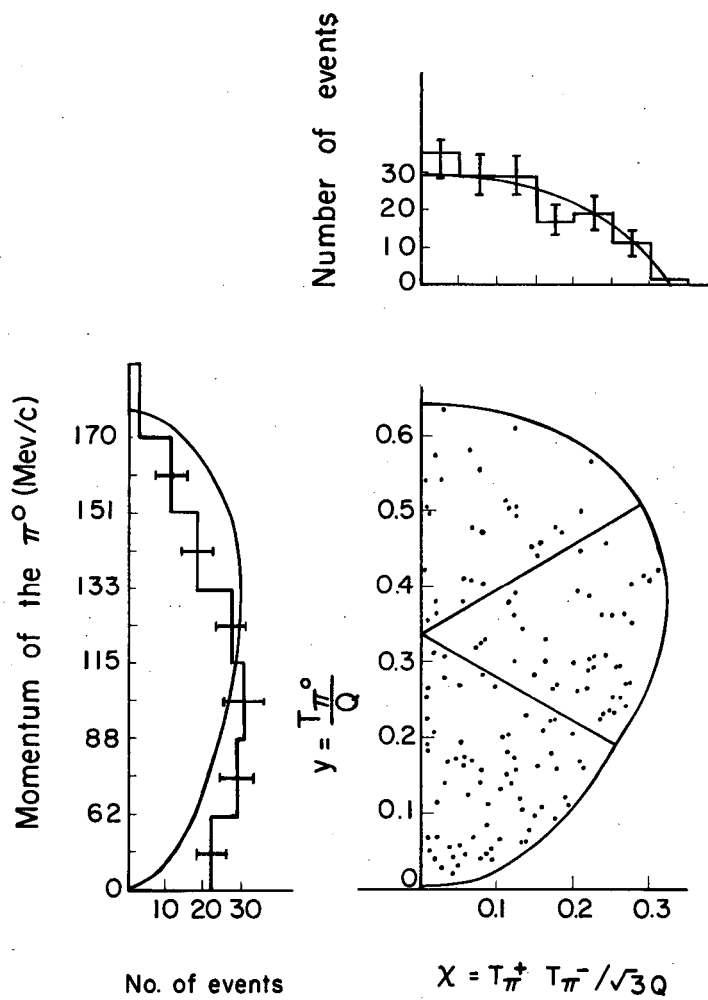 Number of events
30
20
10
0
Momentum of the π° (Mev/c)
170
151
133
115
88
62
0
10 20 30
No. of events
y = Tπ°/Q
0.6
0.5
0.4
0.3
0.2
0.1
0
0.1 0.2 0.3
χ = Tπ⁺ Tπ⁻/√3Q